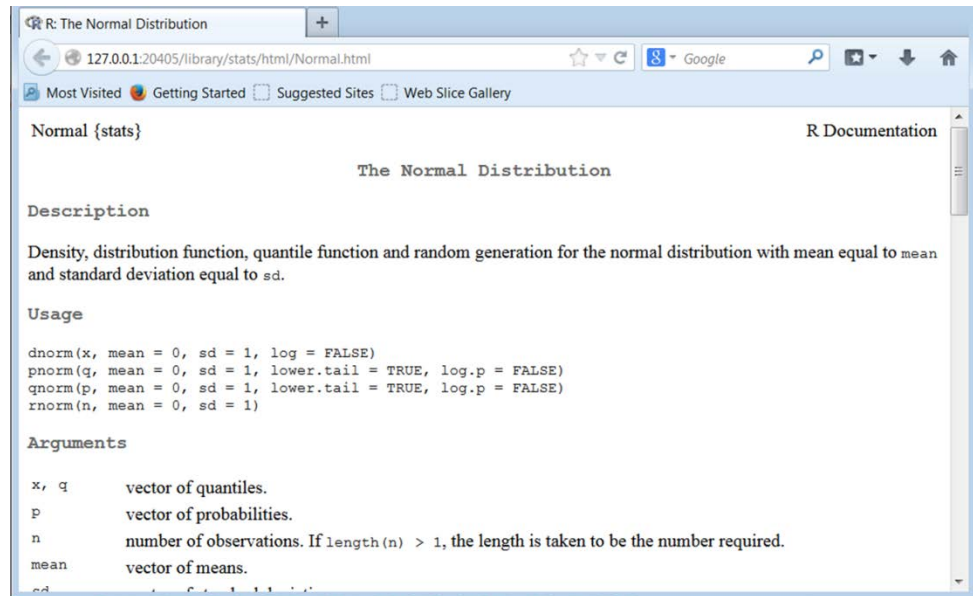 R: The Normal Distribution
127.0.0.1:20405/library/stats/html/Normal.html
8 Google
Most Visited Getting Started Suggested Sites Web Slice Gallery
Normal {stats} R Documentation
The Normal Distribution
Description
Density, distribution function, quantile function and random generation for the normal distribution with mean equal to mean
and standard deviation equal to sd.
Usage
dnorm(x, mean = 0, sd = 1, log = FALSE)
pnorm(q, mean = 0, sd = 1, lower.tail = TRUE, log.p = FALSE)
qnorm(p, mean = 0, sd = 1, lower.tail = TRUE, log.p = FALSE)
rnorm(n, mean = 0, sd = 1)
Arguments
x, q vector of quantiles.
p vector of probabilities.
n number of observations. If length(n) > 1, the length is taken to be the number required.
mean vector of means.